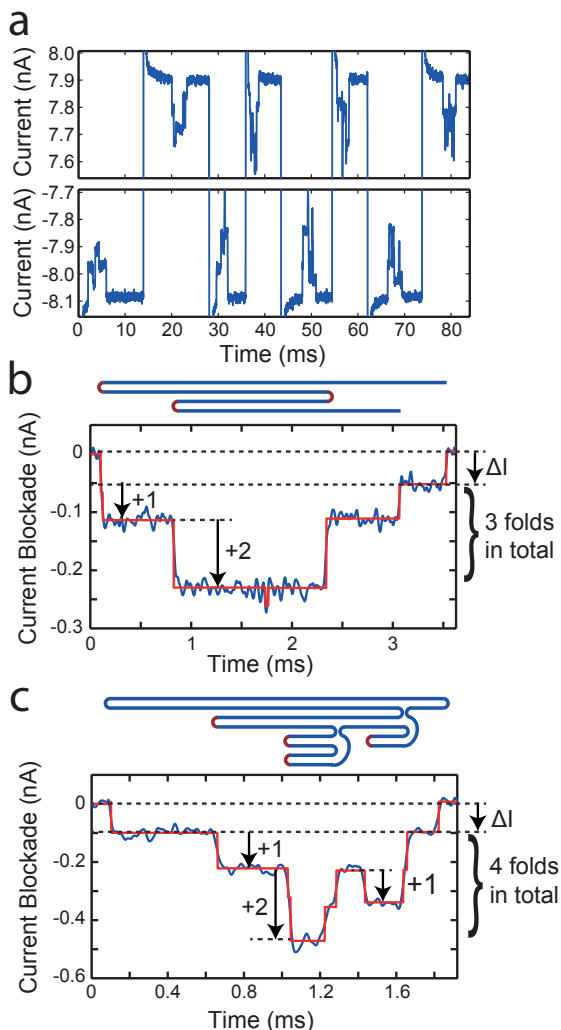 a
Current (nA)
8.0
7.9
7.8
7.7
7.6
Current (nA)
-7.7
-7.8
-7.9
-8.0
-8.1
0 10 20 30 40 50 60 70 80
Time (ms)
b
Current Blockade (nA)
0
-0.1
-0.2
-0.3
+1
+2
ΔI
3 folds
in total
0 1 2 3
Time (ms)
c
Current Blockade (nA)
0
-0.2
-0.4
-0.6
+1
+2
+1
ΔI
4 folds
in total
0 0.4 0.8 1.2 1.6
Time (ms)